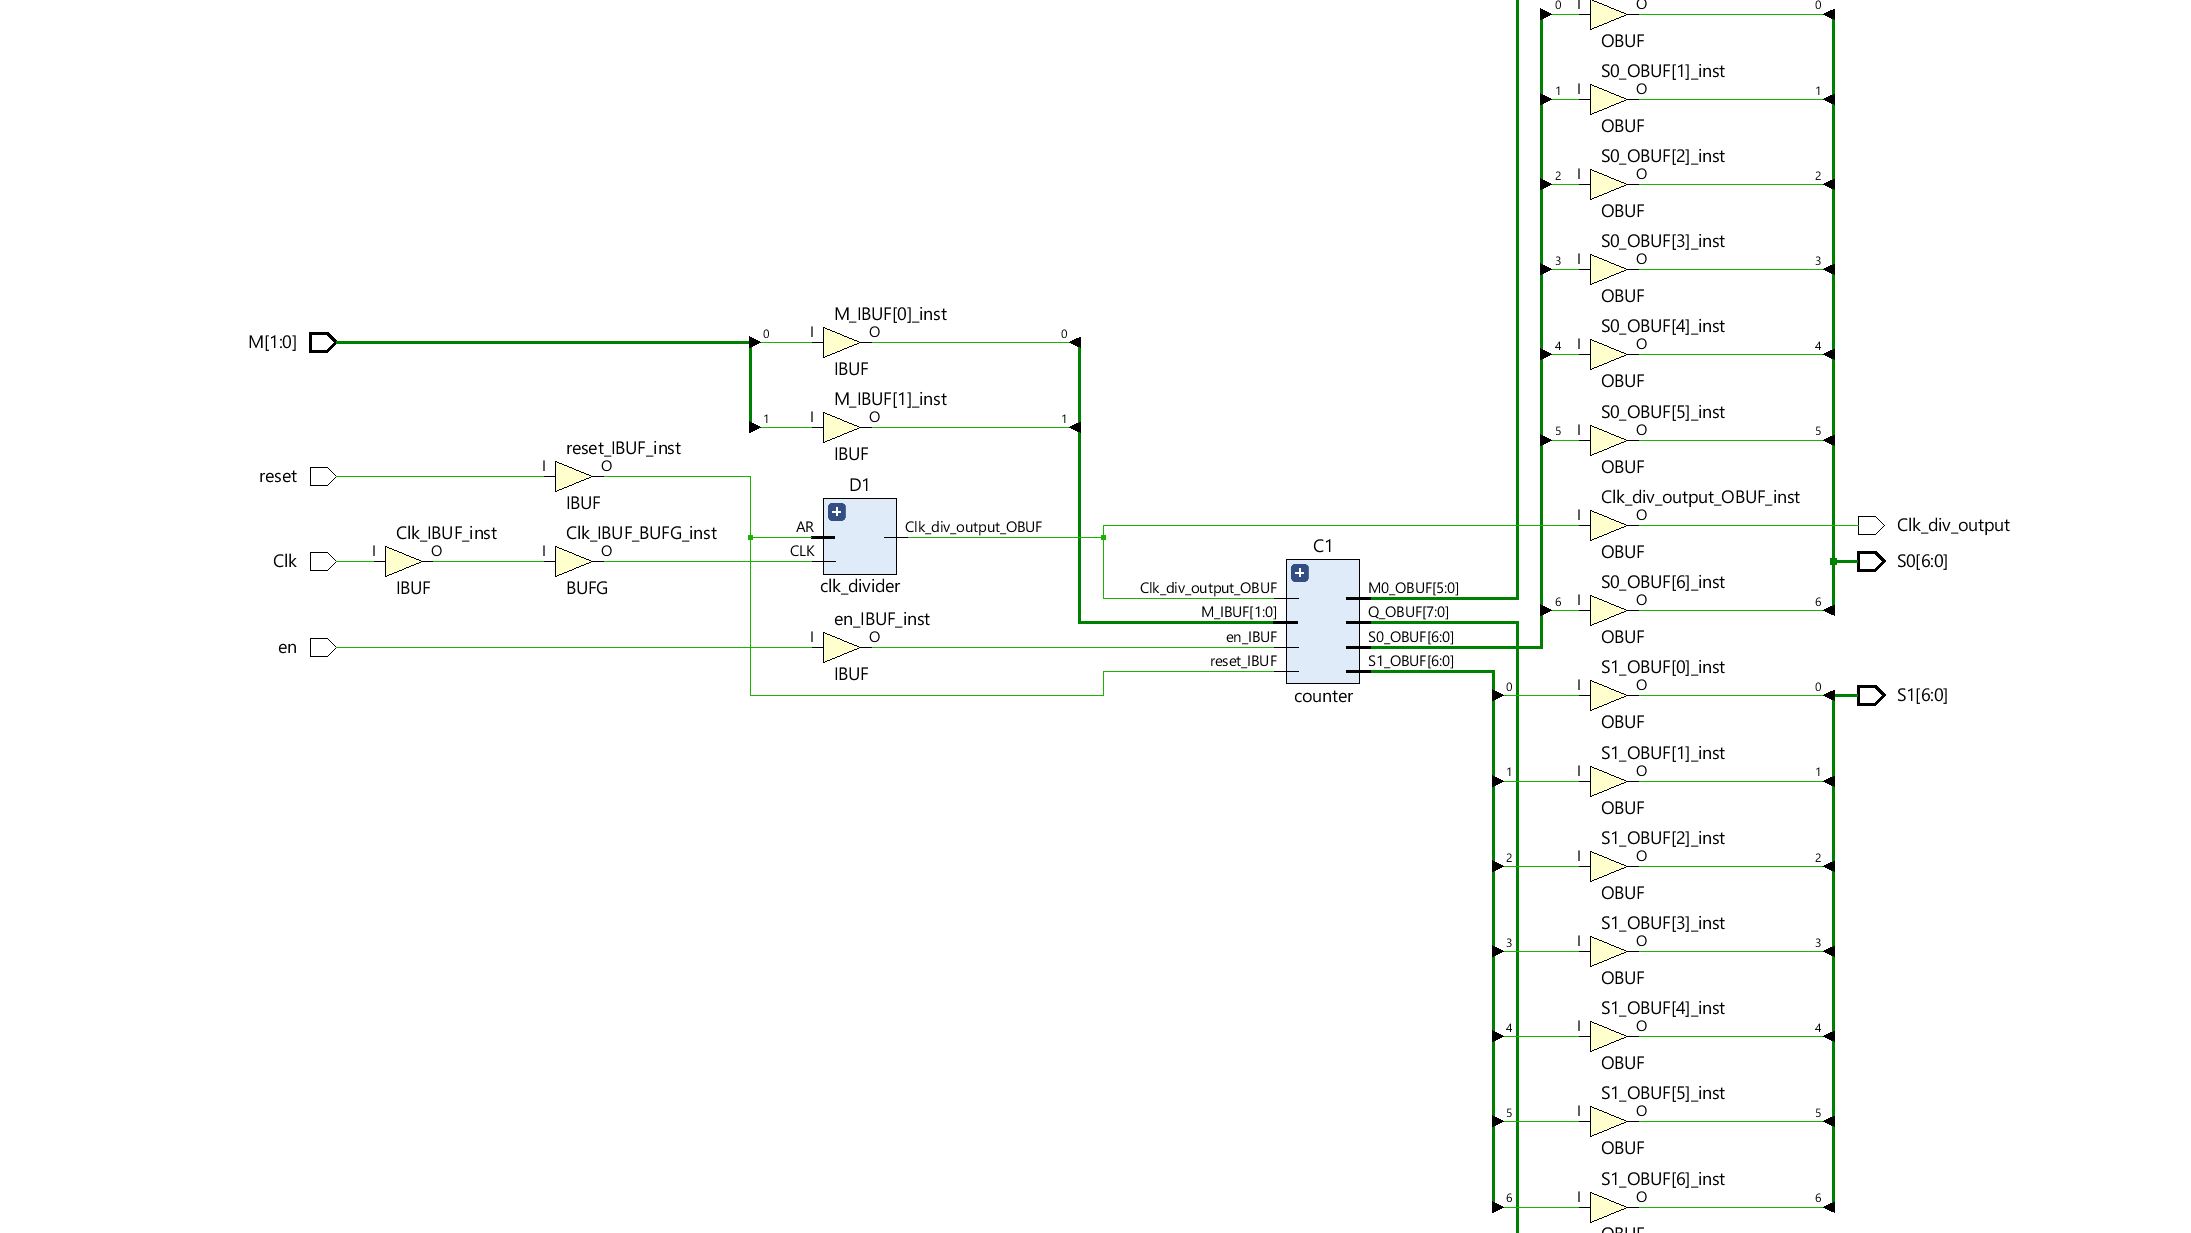 0 I O 0
OBUF
S0_OBUF[1]_inst
1 I O 1
OBUF
S0_OBUF[2]_inst
2 I O 2
OBUF
S0_OBUF[3]_inst
3 I O 3
OBUF
S0_OBUF[4]_inst
4 I O 4
OBUF
S0_OBUF[5]_inst
5 I O 5
OBUF
Clk_div_output_OBUF_inst
I O Clk_div_output
OBUF
S0[6:0]
S0_OBUF[6]_inst
6 I O 6
OBUF
M_IBUF[0]_inst
M[1:0] 0 I O 0
IBUF
M_IBUF[1]_inst
1 I O 1
IBUF
reset_IBUF_inst
reset I O
IBUF
Clk_IBUF_inst
Clk I O
IBUF
Clk_IBUF_BUFG_inst
I O
BUFG
D1
AR Clk_div_output_OBUF
CLK
clk_divider
en_IBUF_inst
en I O
IBUF
C1
Clk_div_output_OBUF M0_OBUF[5:0]
M_IBUF[1:0] Q_OBUF[7:0]
en_IBUF S0_OBUF[6:0]
reset_IBUF S1_OBUF[6:0]
counter
S1_OBUF[0]_inst
0 I O 0 S1[6:0]
OBUF
S1_OBUF[1]_inst
1 I O 1
OBUF
S1_OBUF[2]_inst
2 I O 2
OBUF
S1_OBUF[3]_inst
3 I O 3
OBUF
S1_OBUF[4]_inst
4 I O 4
OBUF
S1_OBUF[5]_inst
5 I O 5
OBUF
S1_OBUF[6]_inst
6 I O 6
OBUF